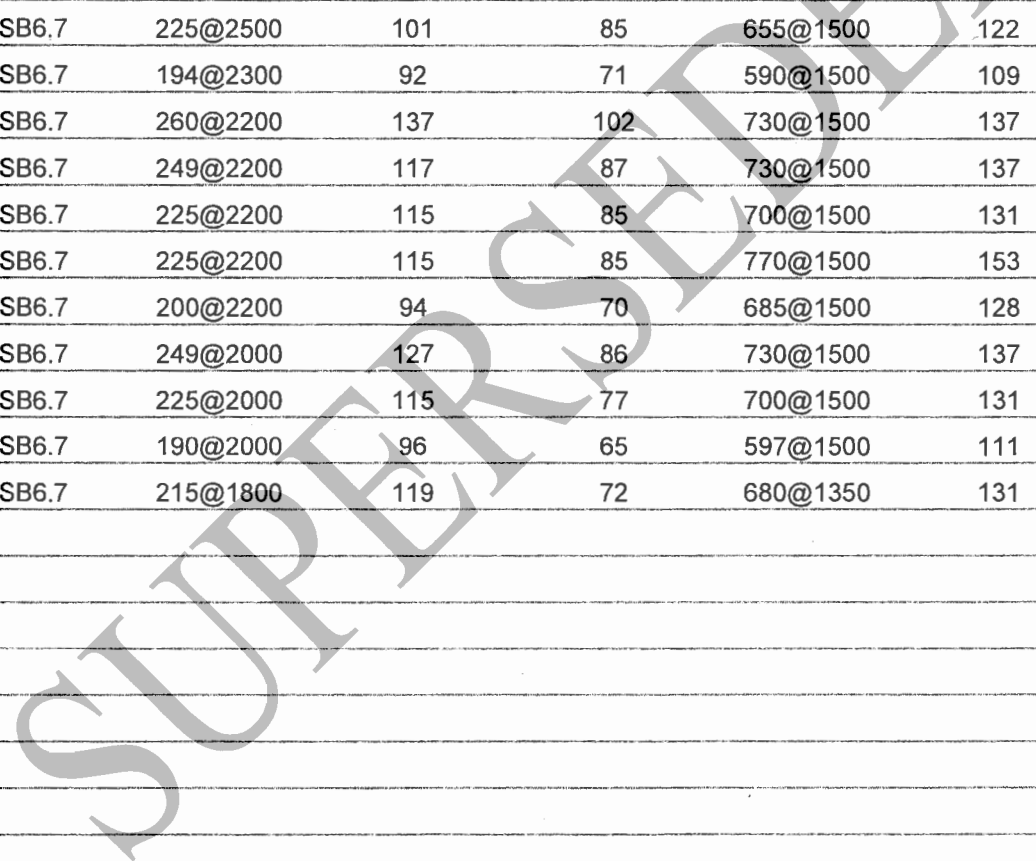 SB6.7 225@2500 101 85 655@1500 122
SB6.7 194@2300 92 71 590@1500 109
SB6.7 260@2200 137 102 730@1500 137
SB6.7 249@2200 117 87 730@1500 137
SB6.7 225@2200 115 85 700@1500 131
SB6.7 225@2200 115 85 770@1500 153
SB6.7 200@2200 94 70 685@1500 128
SB6.7 249@2000 127 86 730@1500 137
SB6.7 225@2000 115 77 700@1500 131
SB6.7 190@2000 96 65 597@1500 111
SB6.7 215@1800 119 72 680@1350 131
SUPERSEDE